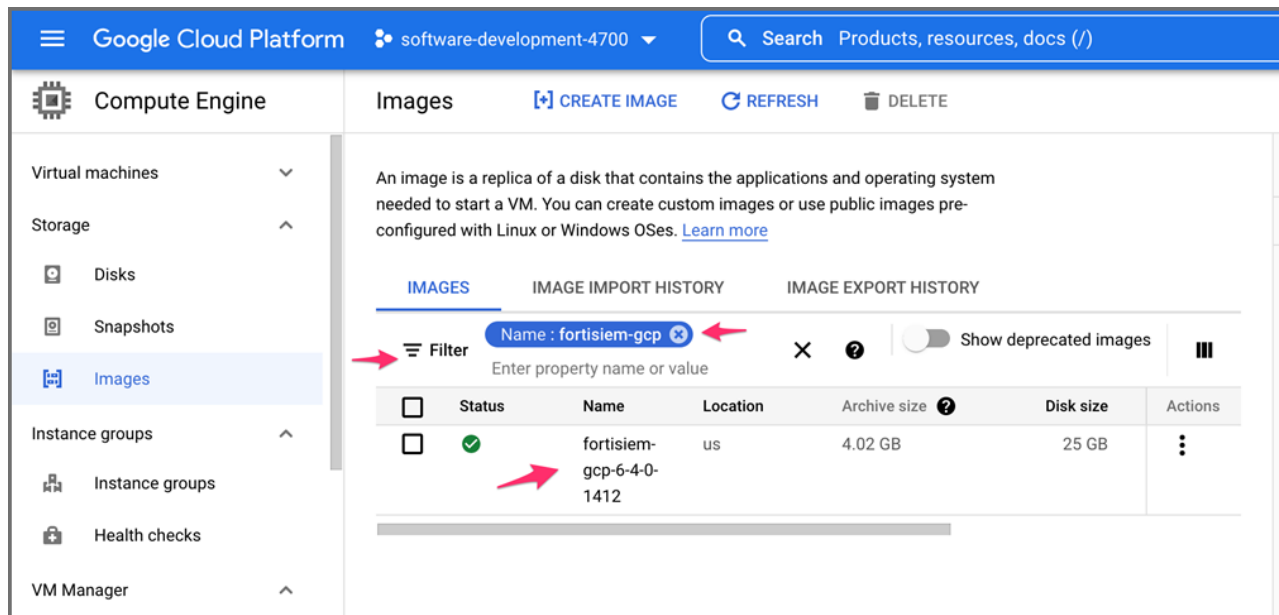 Google Cloud Platform software-development-4700 Search Products, resources, docs (/)
Compute Engine
Images CREATE IMAGE REFRESH DELETE
Virtual machines
Storage
Disks
Snapshots
Images
Instance groups
Instance groups
Health checks
VM Manager
An image is a replica of a disk that contains the applications and operating system
needed to start a VM. You can create custom images or use public images pre-
configured with Linux or Windows OSes. Learn more
IMAGES IMAGE IMPORT HISTORY IMAGE EXPORT HISTORY
Filter Name : fortisiem-gcp Show deprecated images
Enter property name or value
Status Name Location Archive size Disk size Actions
fortisiem- us 4.02 GB 25 GB
gcp-6-4-0-
1412